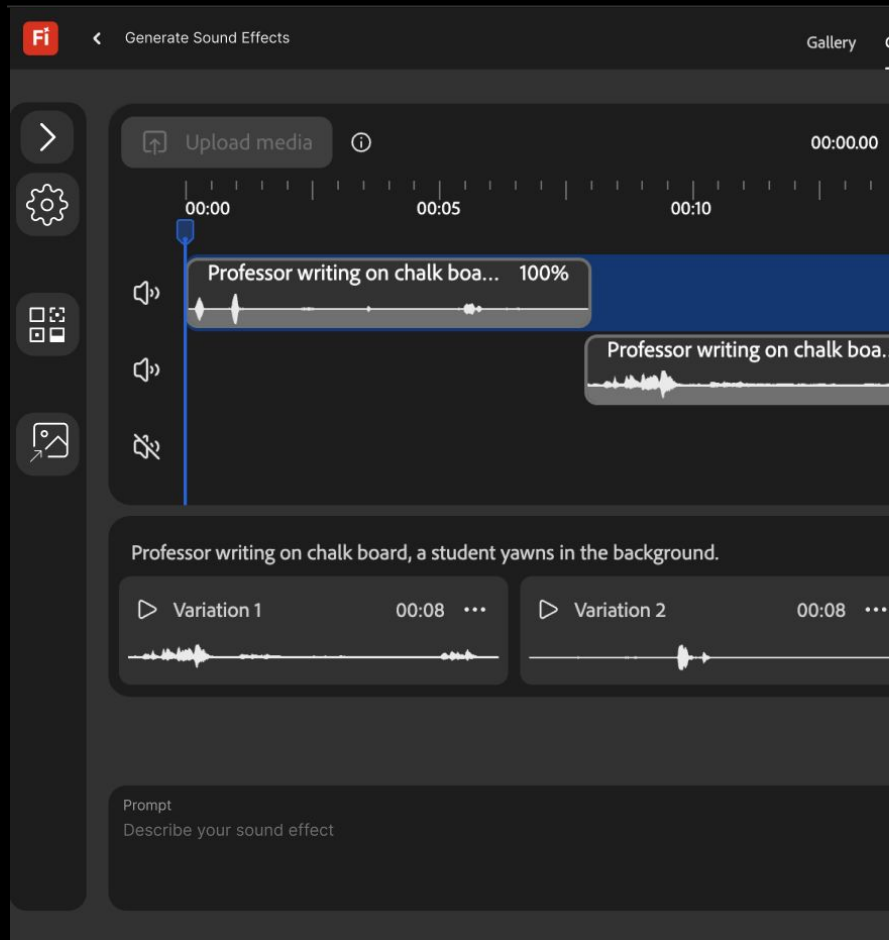 Fi
Generate Sound Effects
Gallery
Upload media
00:00.00
00:00 00:05 00:10
Professor writing on chalk boa... 100%
Professor writing on chalk boa..
Professor writing on chalk board, a student yawns in the background.
Variation 1 00:08
Variation 2 00:08
Prompt
Describe your sound effect